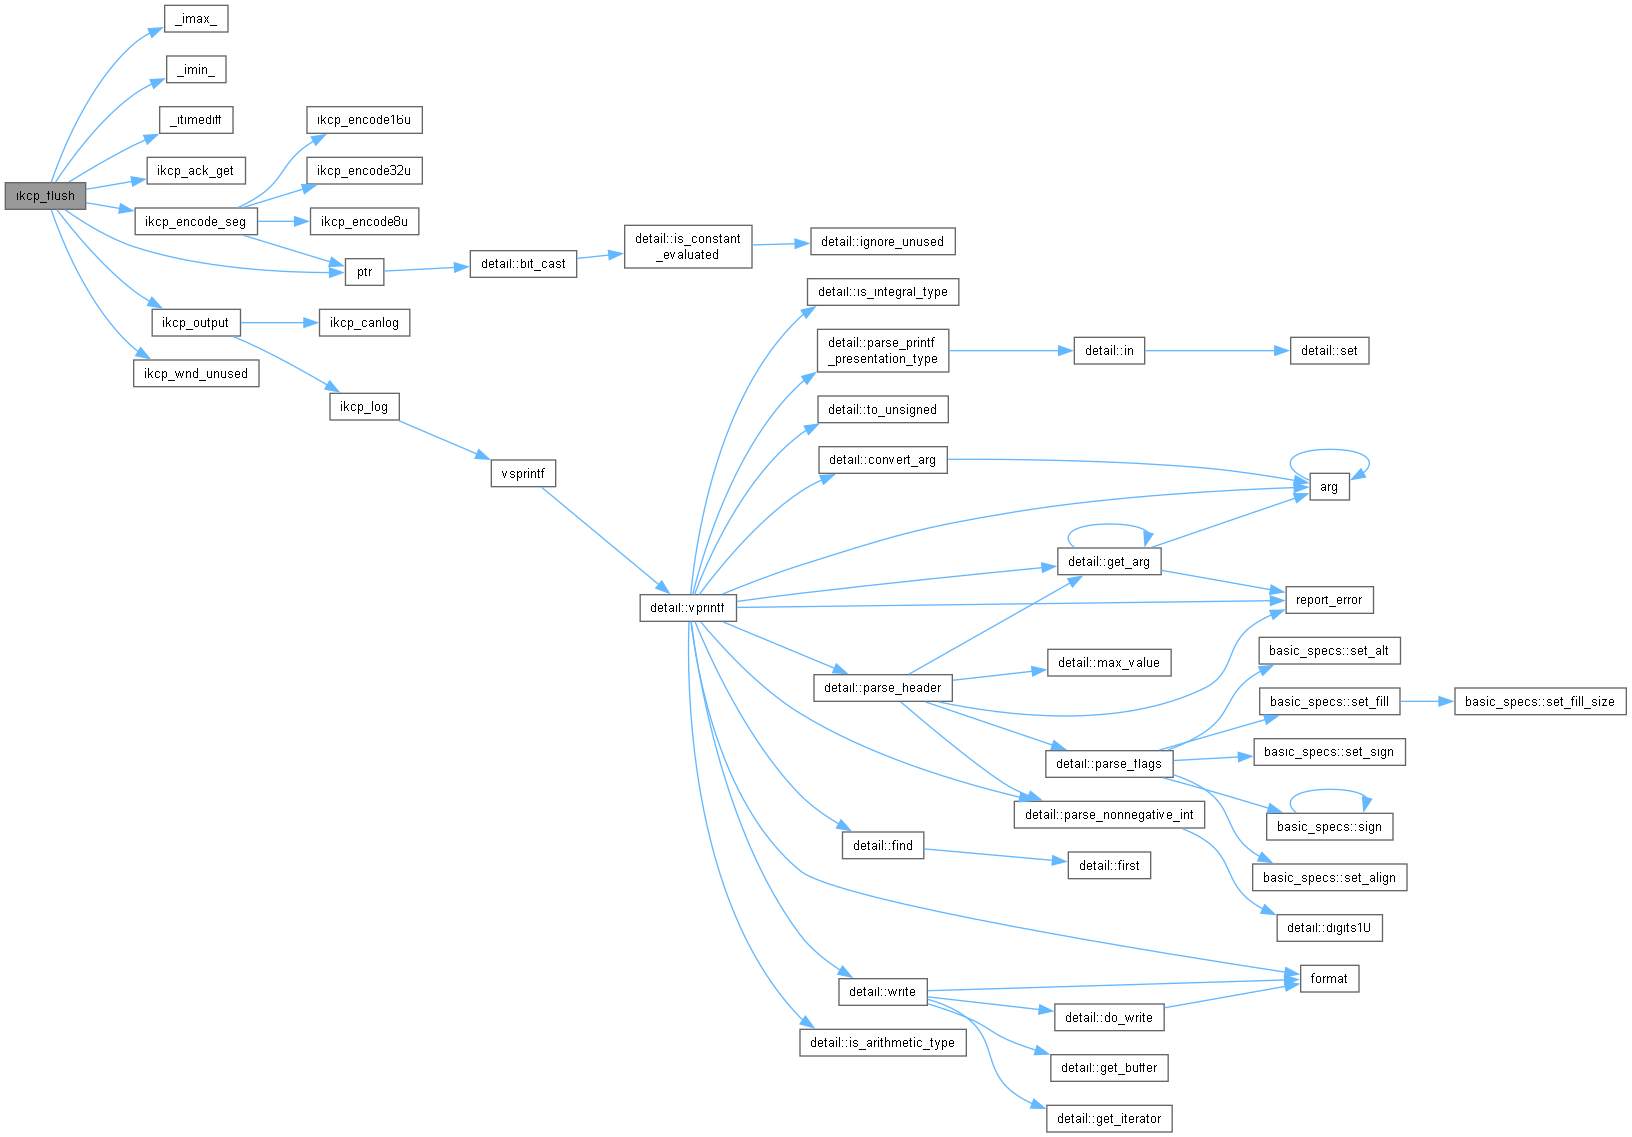 _imax_
_imin_
_itimediff
ikcp_encode16u
ikcp_ack_get
ikcp_encode32u
ikcp_flush
ikcp_encode_seg
ikcp_encode8u
detail::is_constant
_evaluated
detail::ignore_unused
detail::bit_cast
ptr
detail::is_integral_type
ikcp_output
ikcp_canlog
detail::parse_printf
_presentation_type
detail::in
detail::set
ikcp_wnd_unused
ikcp_log
detail::to_unsigned
detail::convert_arg
vsprintf
arg
detail::get_arg
report_error
detail::vprintf
basic_specs::set_alt
detail::max_value
detail::parse_header
basic_specs::set_fill
basic_specs::set_fill_size
basic_specs::set_sign
detail::parse_flags
detail::parse_nonnegative_int
basic_specs::sign
detail::find
detail::first
basic_specs::set_align
detail::digits10
format
detail::write
detail::do_write
detail::is_arithmetic_type
detail::get_buffer
detail::get_iterator